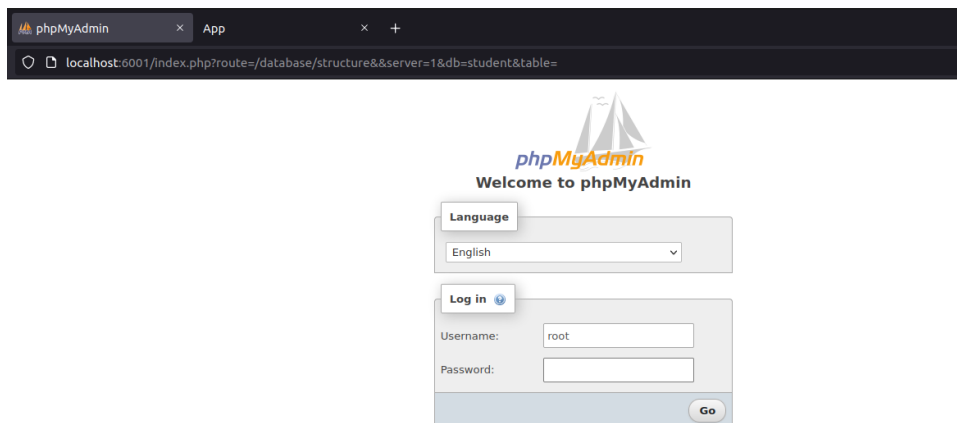 phpMyAdmin × App × +
localhost:6001/index.php?route=/database/structure&&server=1&db=student&table=
phpMyAdmin
Welcome to phpMyAdmin
Language
English
Log in
Username: root
Password:
Go